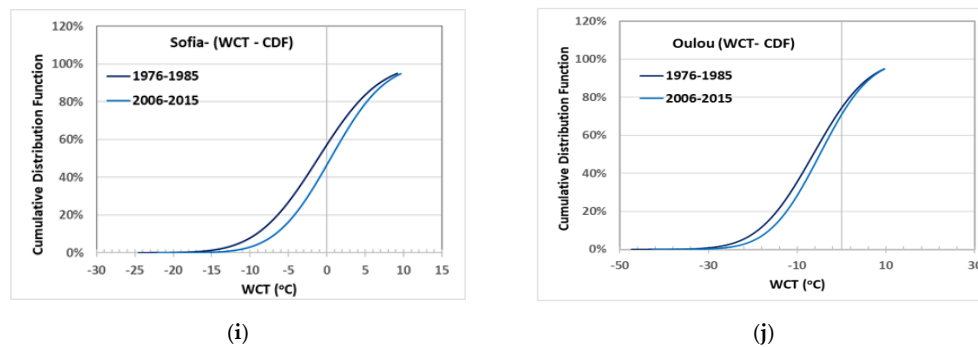 Sofia- (WCT - CDF)
1976-1985
2006-2015
Cumulative Distribution Function
120%
100%
80%
60%
40%
20%
0%
-30 -25 -20 -15 -10 -5 0 5 10 15
WCT (°C)
(i)
Oulou (WCT- CDF)
1976-1985
2006-2015
Cumulative Distribution Function
120%
100%
80%
60%
40%
20%
0%
-50 -30 -10 10 30
WCT (°C)
(j)